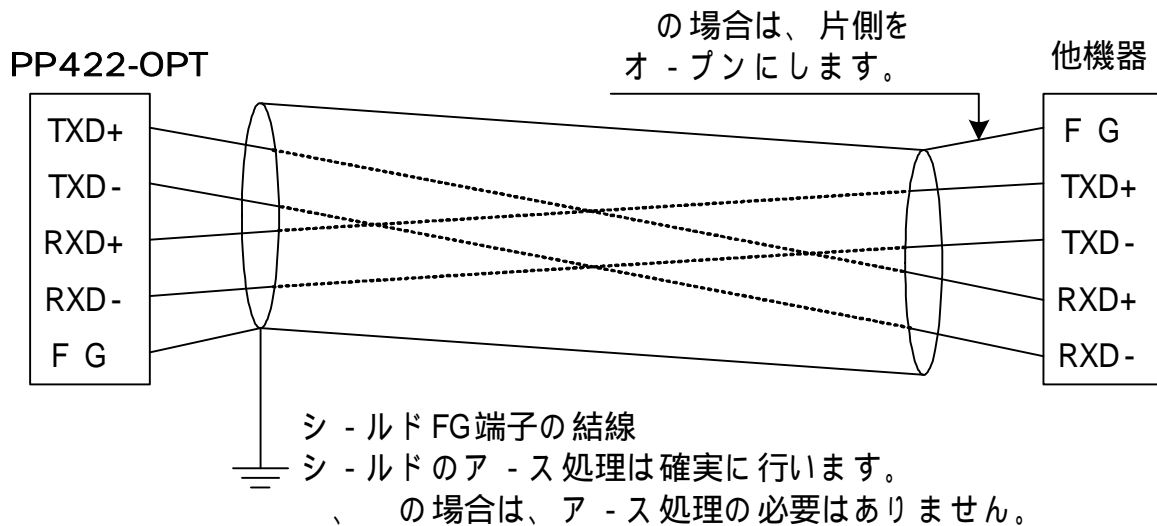 の場合は、片側を
オ-プンにします。
PP422-OPT
他機器
TXD+
TXD-
RXD+
RXD-
F G
F G
TXD+
TXD-
RXD+
RXD-
シ-ルドFG端子の結線
シ-ルドのア-ス処理は確実に行います。
、 の場合は、ア-ス処理の必要はありません。